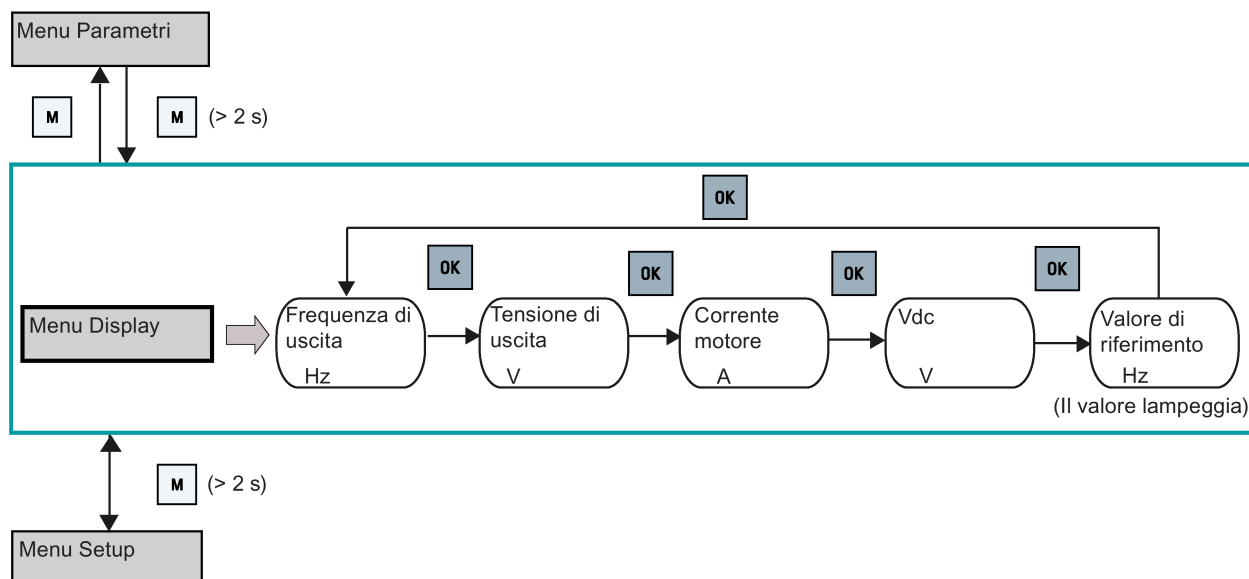 Menu Parametri
M
M (> 2 s)
OK
OK
OK
OK
OK
Menu Display
Frequenza di
uscita
Hz
Tensione di
uscita
V
Corrente
motore
A
Vdc
V
Valore di
riferimento
Hz
(Il valore lampeggia)
M (> 2 s)
Menu Setup